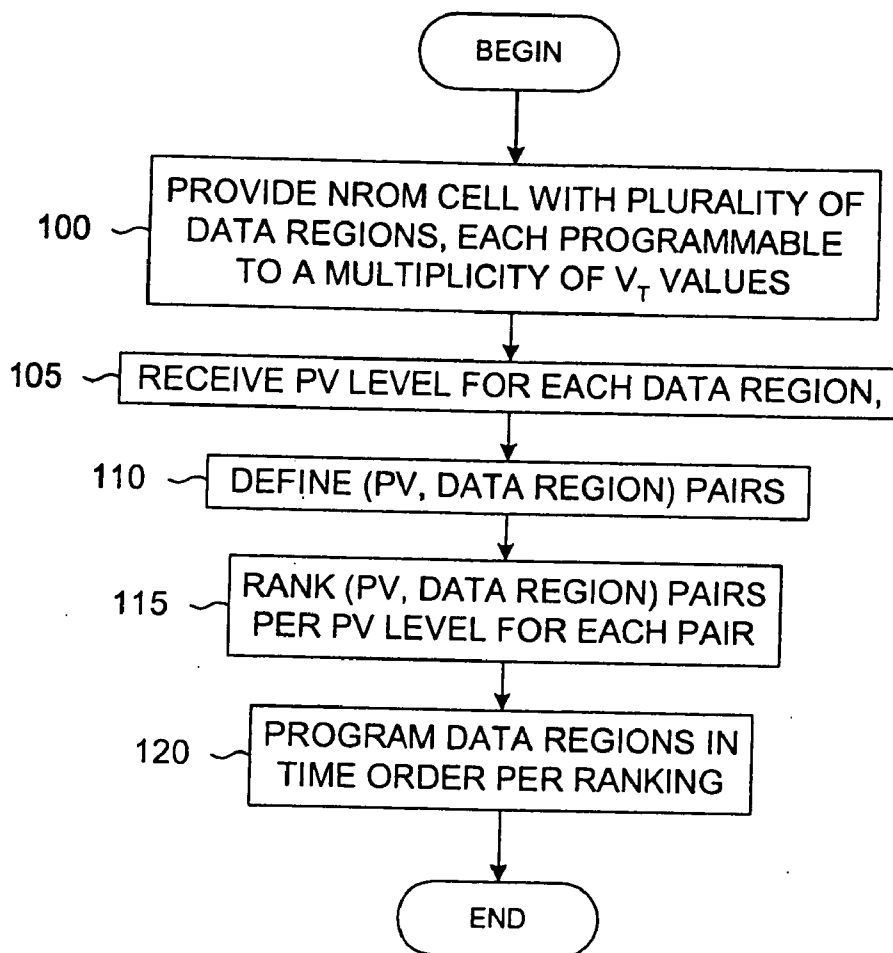 BEGIN
100
PROVIDE NROM CELL WITH PLURALITY OF
DATA REGIONS, EACH PROGRAMMABLE
TO A MULTIPLICITY OF V_T VALUES
105
RECEIVE PV LEVEL FOR EACH DATA REGION,
110
DEFINE (PV, DATA REGION) PAIRS
115
RANK (PV, DATA REGION) PAIRS
PER PV LEVEL FOR EACH PAIR
120
PROGRAM DATA REGIONS IN
TIME ORDER PER RANKING
END